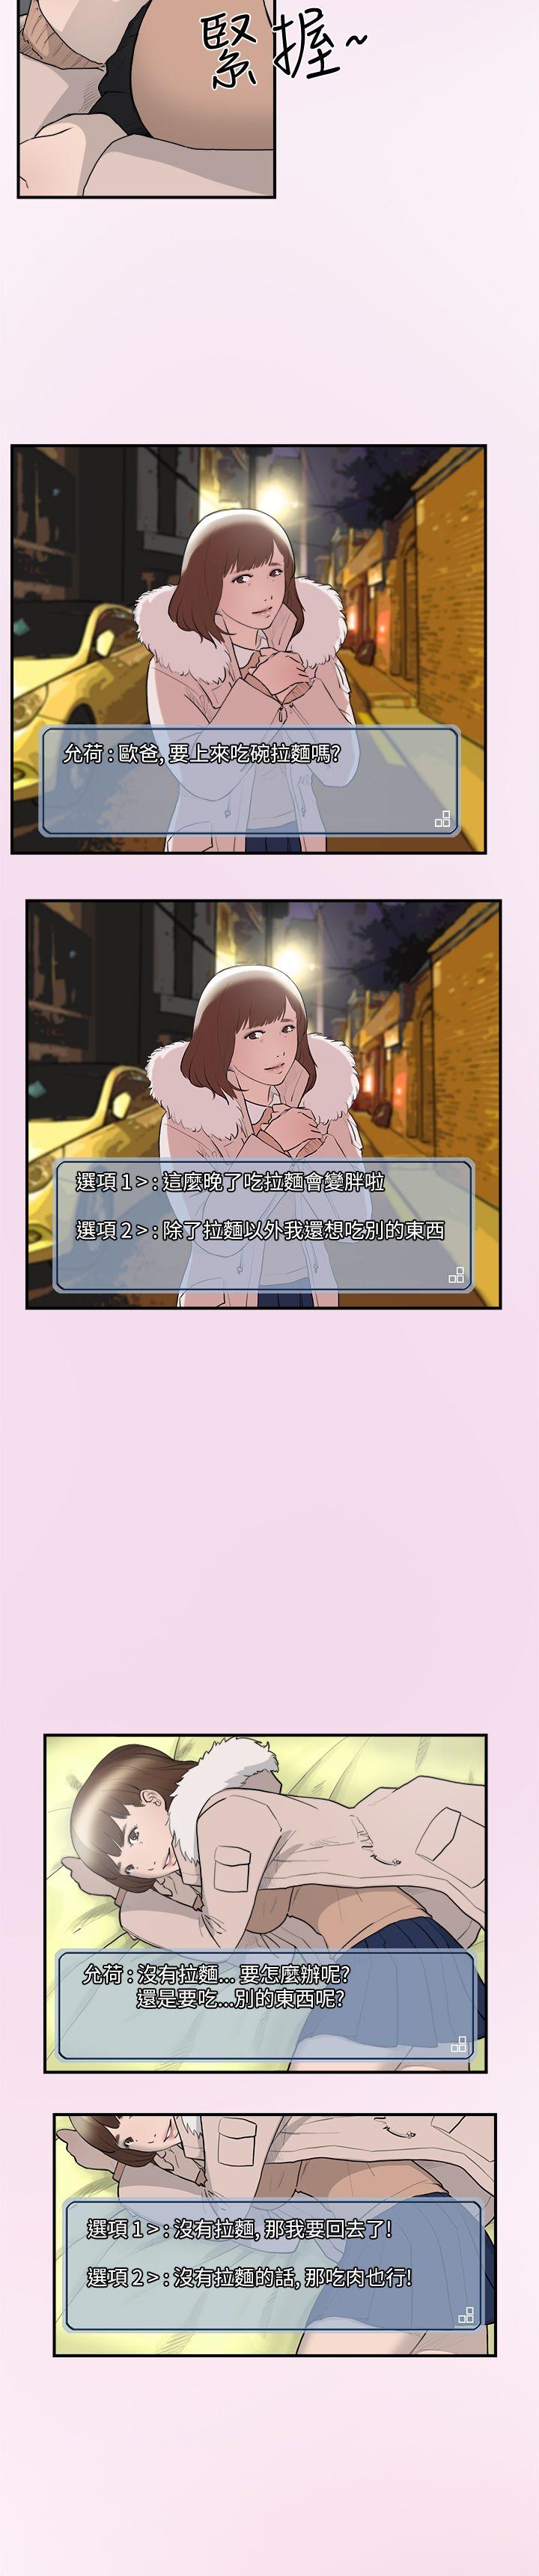 緊握~
允荷 : 歐爸, 要上來吃碗拉麵嗎?
選項 1 > : 這麼晚了吃拉麵會變胖啦
選項 2 > : 除了拉麵以外我還想吃別的東西
允荷 : 沒有拉麵... 要怎麼辦呢?
還是要吃...別的東西呢?
選項 1 > : 沒有拉麵, 那我要回去了!
選項 2 > : 沒有拉麵的話, 那吃肉也行!